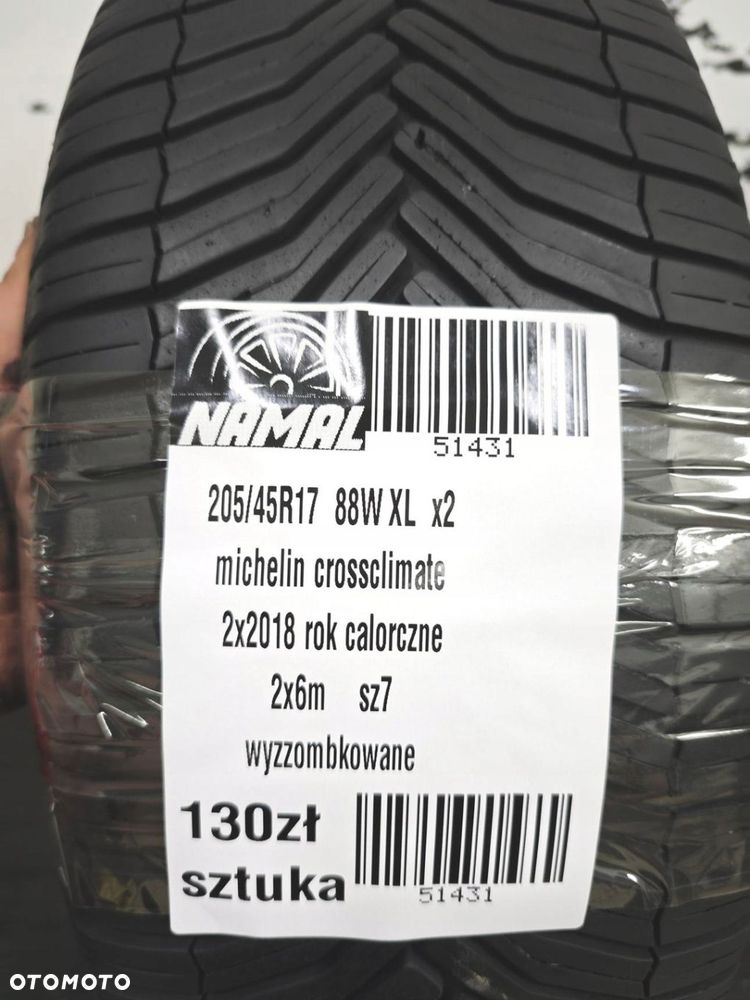 NAMAL
51431
205/45R17 88W XL x2
michelin crossclimate
2x2018 rok calorczne
2x6m sz7
wyzzombkowane
130zł
sztuka
51431
OTOMOTO